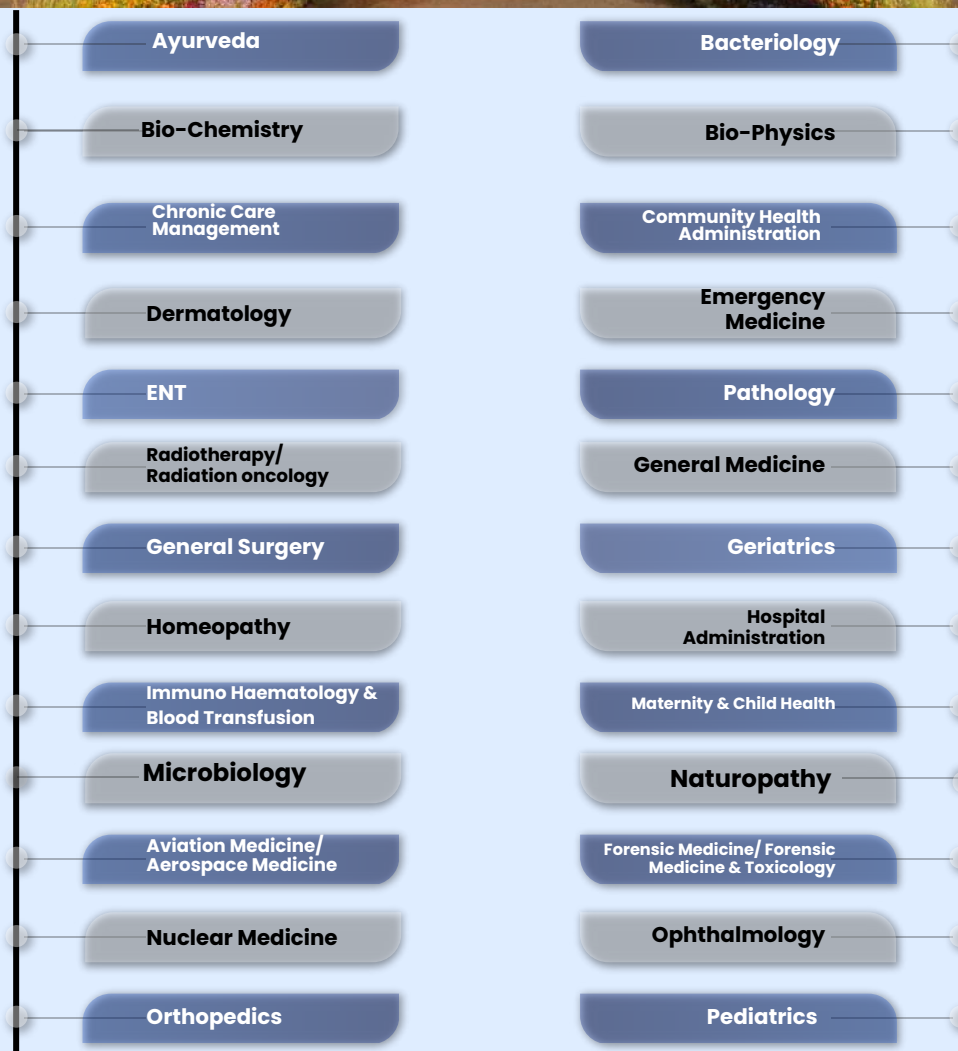 Ayurveda
Bacteriology
Bio-Chemistry
Bio-Physics
Chronic Care
Management
Community Health
Administration
Dermatology
Emergency
Medicine
ENT
Pathology
Radiotherapy/
Radiation oncology
General Medicine
General Surgery
Geriatrics
Homeopathy
Hospital
Administration
Immuno Haematology &
Blood Transfusion
Maternity & Child Health
Microbiology
Naturopathy
Aviation Medicine/
Aerospace Medicine
Forensic Medicine/ Forensic
Medicine & Toxicology
Nuclear Medicine
Ophthalmology
Orthopedics
Pediatrics